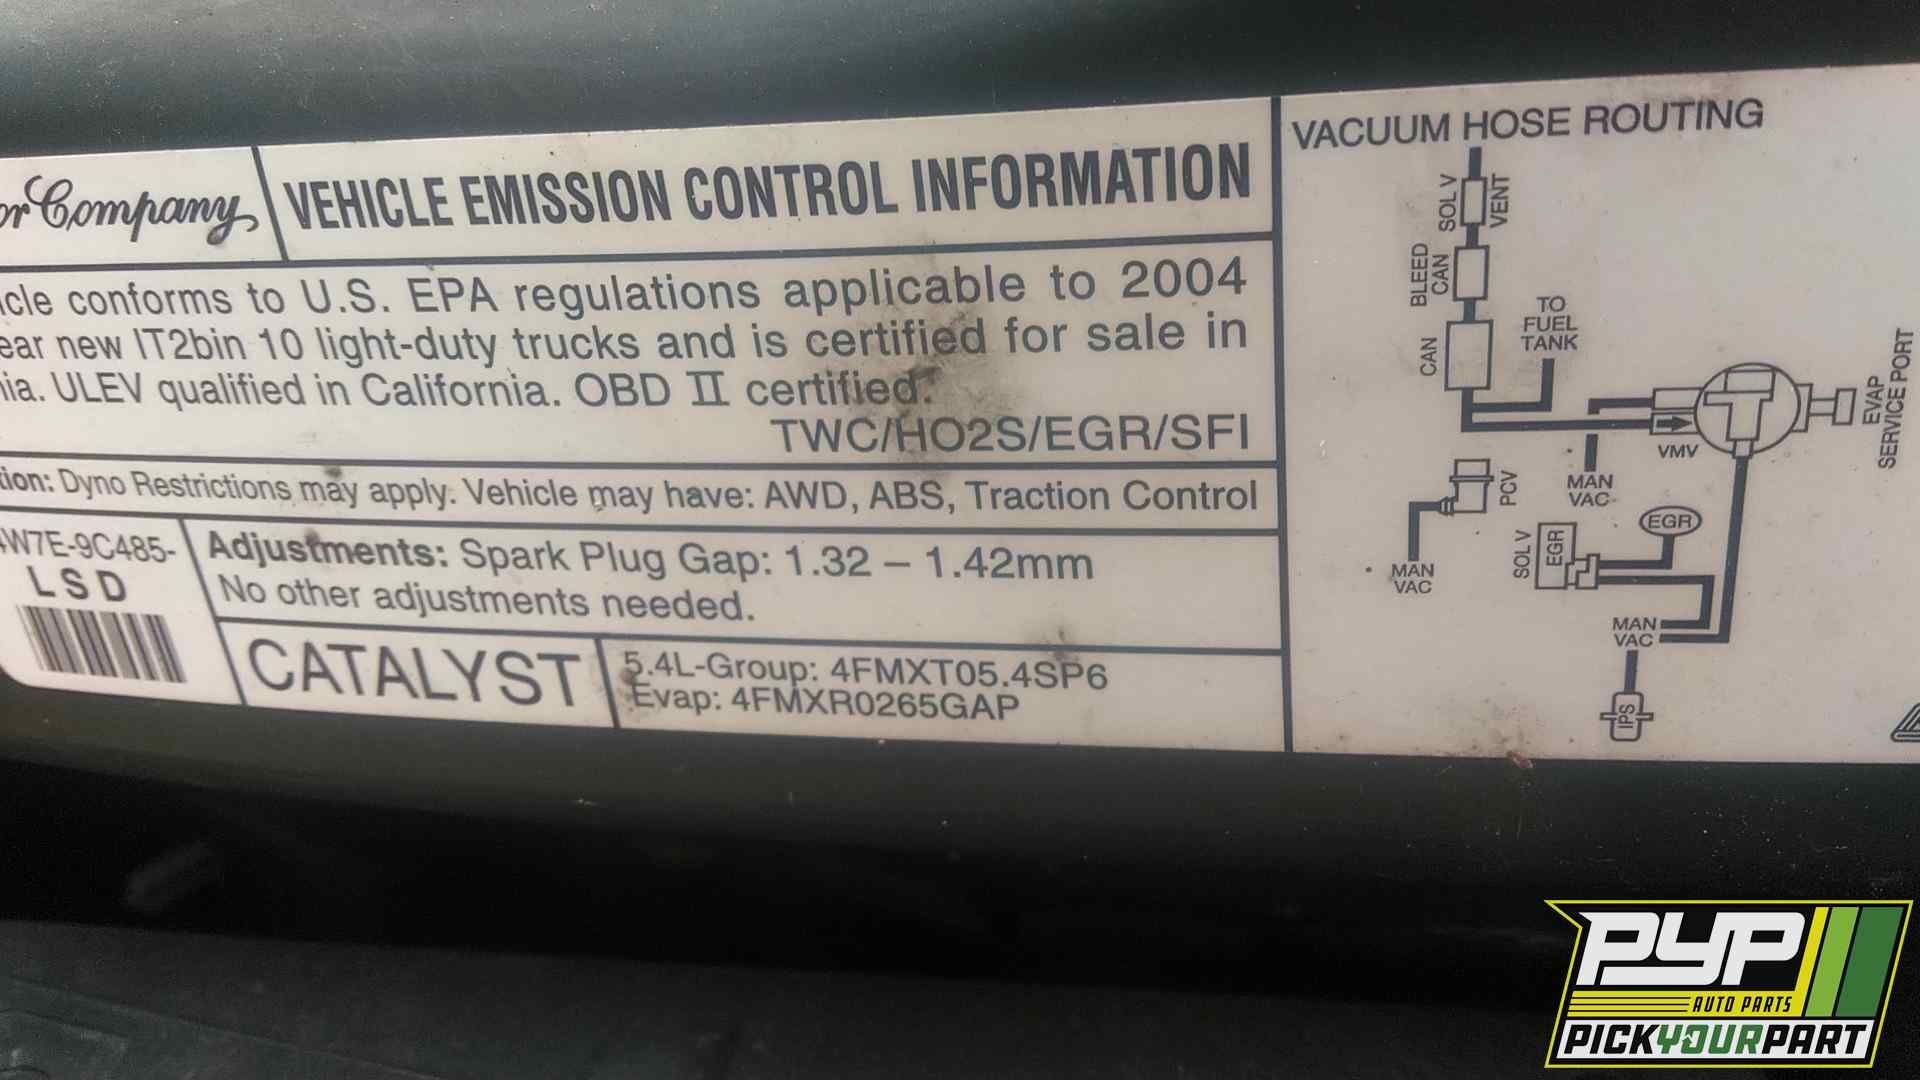 or Company
VEHICLE EMISSION CONTROL INFORMATION
icle conforms to U.S. EPA regulations applicable to 2004
ear new IT2bin 10 light-duty trucks and is certified for sale in
nia. ULEV qualified in California. OBD II certified.
TWC/HO2S/EGR/SFI
tion: Dyno Restrictions may apply. Vehicle may have: AWD, ABS, Traction Control
4W7E-9C485-
LSD
Adjustments: Spark Plug Gap: 1.32 – 1.42mm
No other adjustments needed.
CATALYST
5.4L-Group: 4FMXT05.4SP6
Evap: 4FMXR0265GAP
VACUUM HOSE ROUTING
SOL V
VENT
BLEED
CAN
CAN
TO
FUEL
TANK
VMV
EVAP
SERVICE PORT
MAN
VAC
PCV
MAN
VAC
SOL V
EGR
EGR
MAN
VAC
IPS
PYP
AUTO PARTS
PICKYOURPART